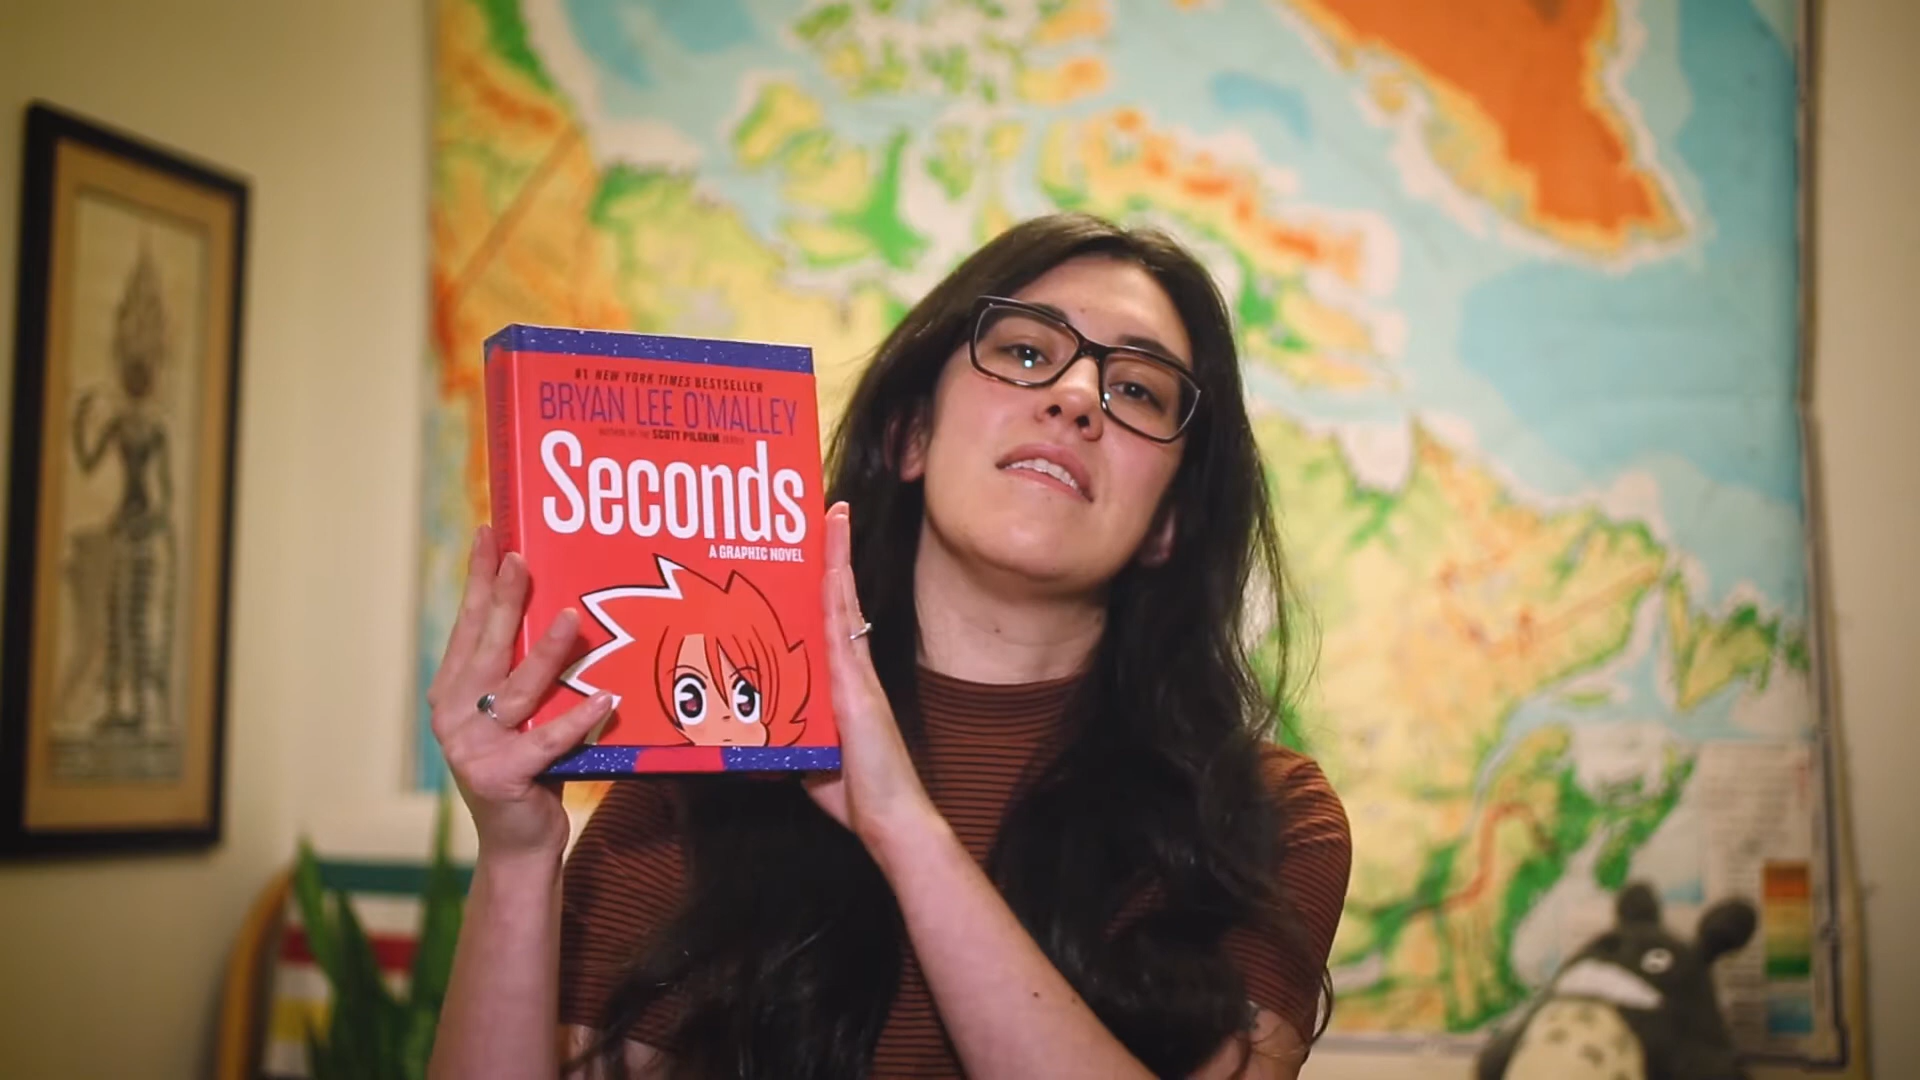 #1 NEW YORK TIMES BESTSELLER
BRYAN LEE O'MALLEY
AUTHOR OF THE SCOTT PILGRIM SERIES
Seconds
A GRAPHIC NOVEL